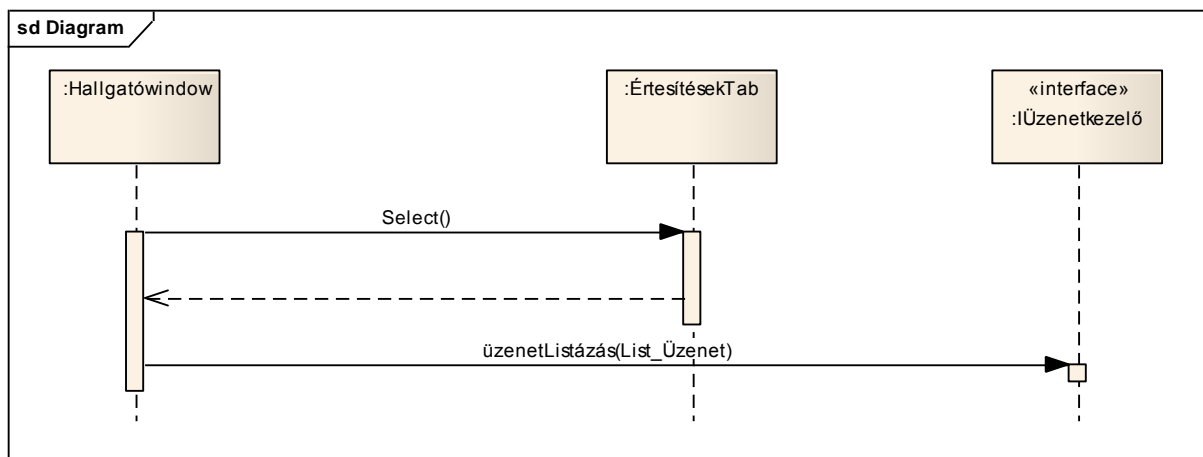 sd Diagram
:Hallgatówindow
:ÉrtesítésekTab
«interface»
:IÜzenetkezelő
Select()
üzenetListázás(List_Üzenet)